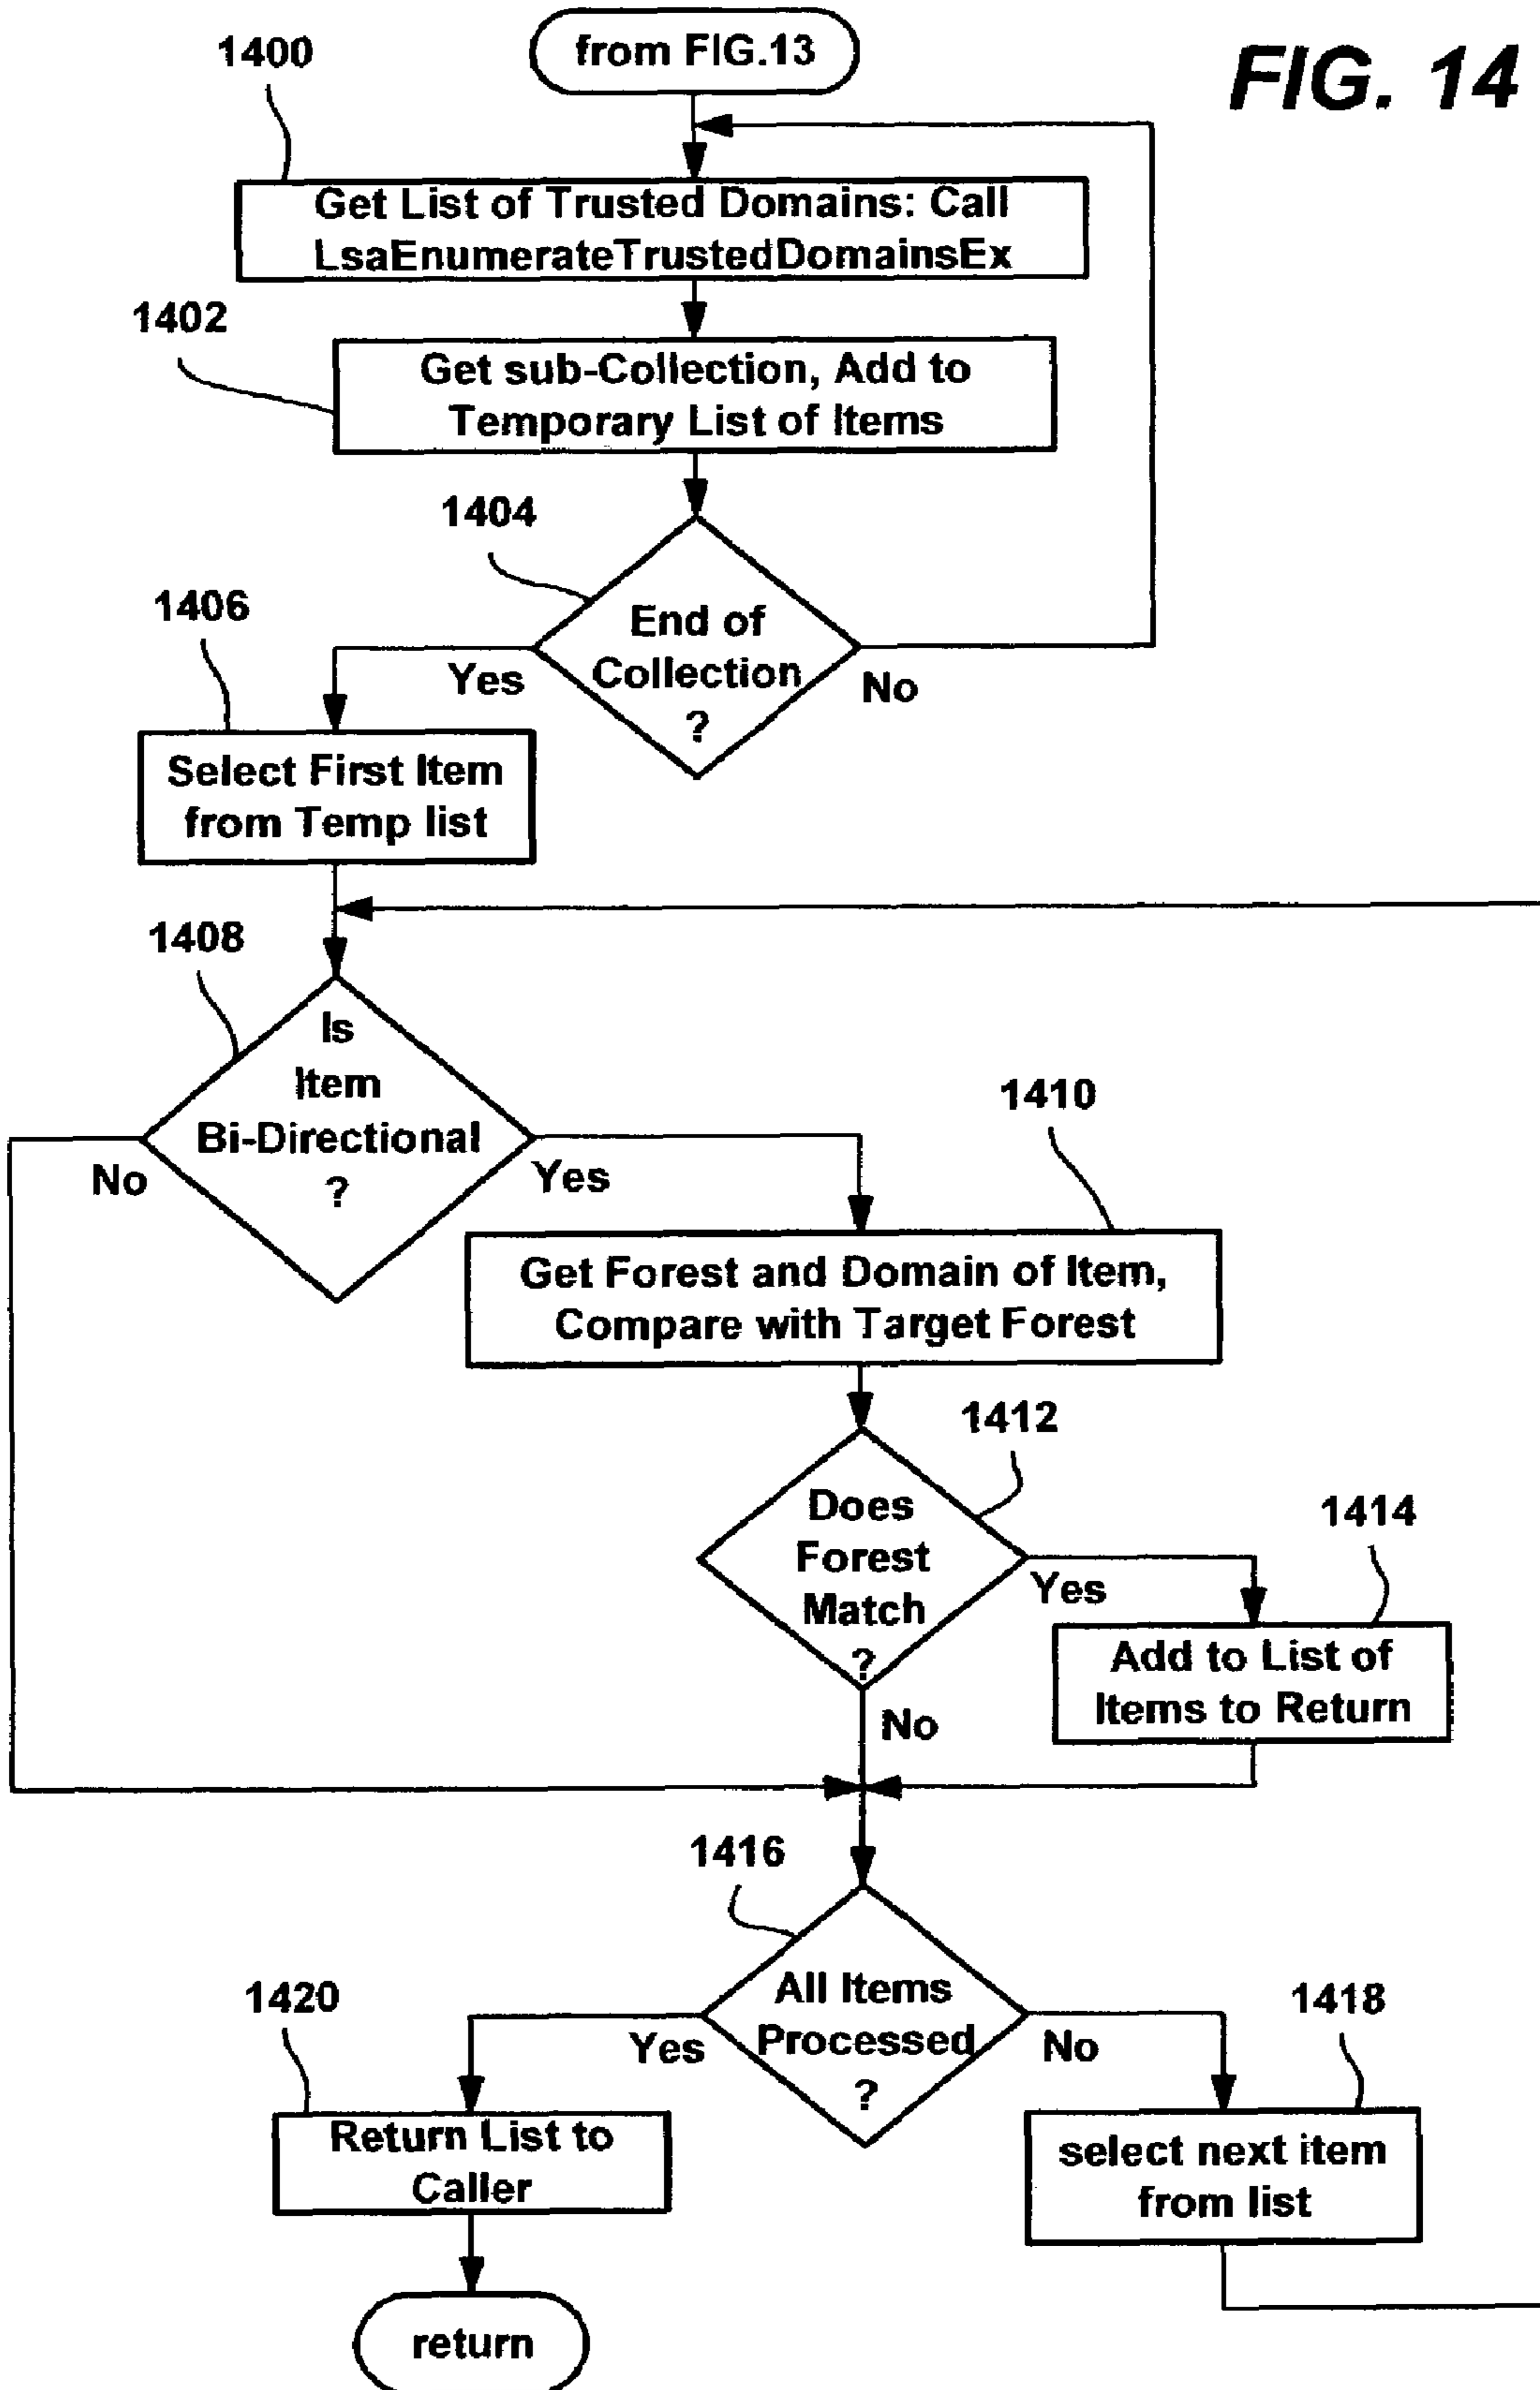 FIG. 14
from FIG.13
1400
Get List of Trusted Domains: Call
LsaEnumerateTrustedDomainsEx
1402
Get sub-Collection, Add to
Temporary List of Items
1404
End of
Collection
?
Yes
No
1406
Select First Item
from Temp list
1408
Is
Item
Bi-Directional
?
No
Yes
1410
Get Forest and Domain of Item,
Compare with Target Forest
1412
Does
Forest
Match
?
Yes
No
1414
Add to List of
Items to Return
1416
All Items
Processed
?
Yes
No
1420
Return List to
Caller
1418
select next item
from list
return